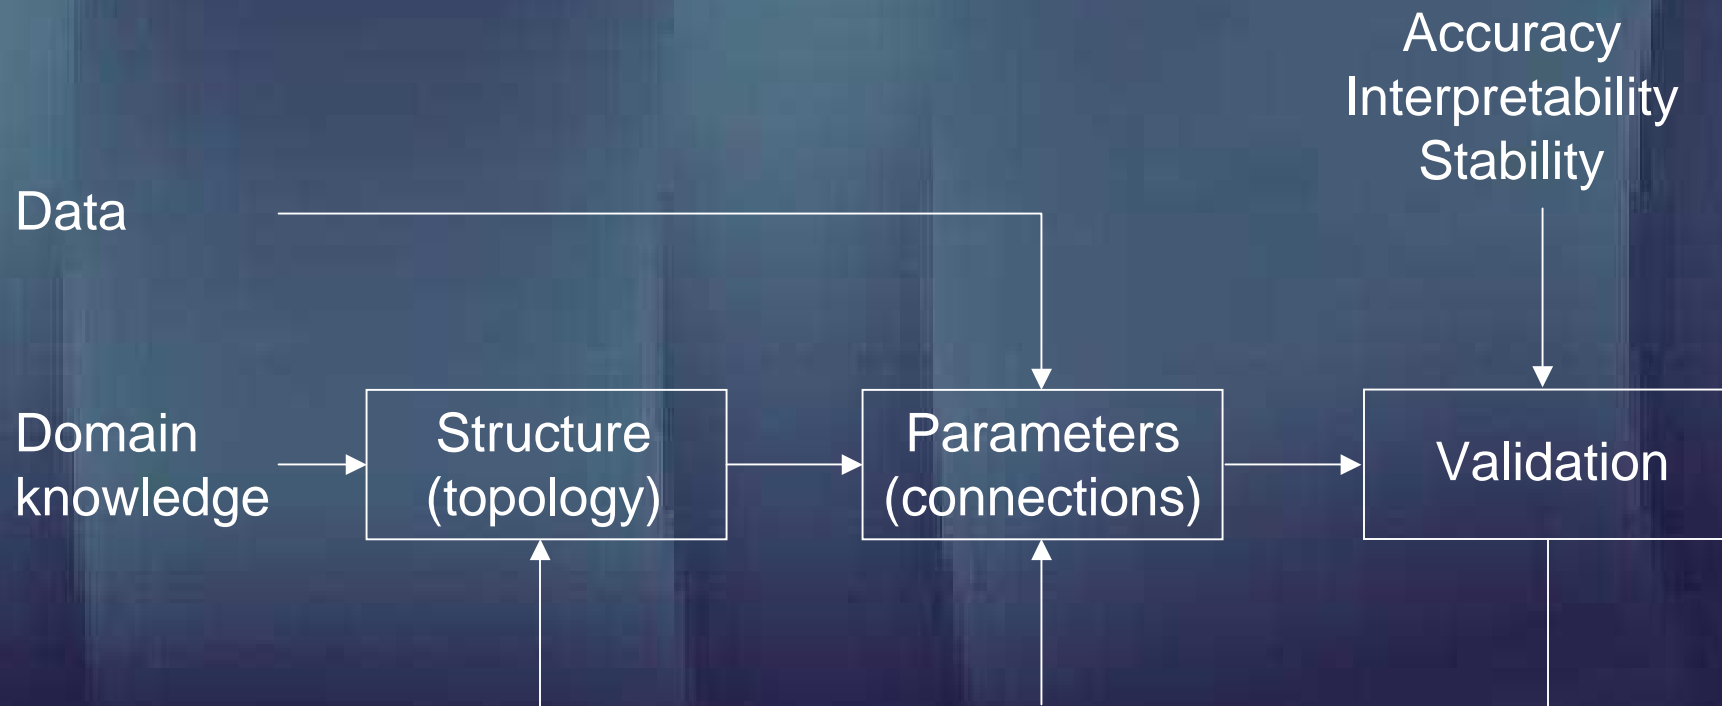 Accuracy
Interpretability
Stability
Data
Domain
knowledge
Structure
(topology)
Parameters
(connections)
Validation